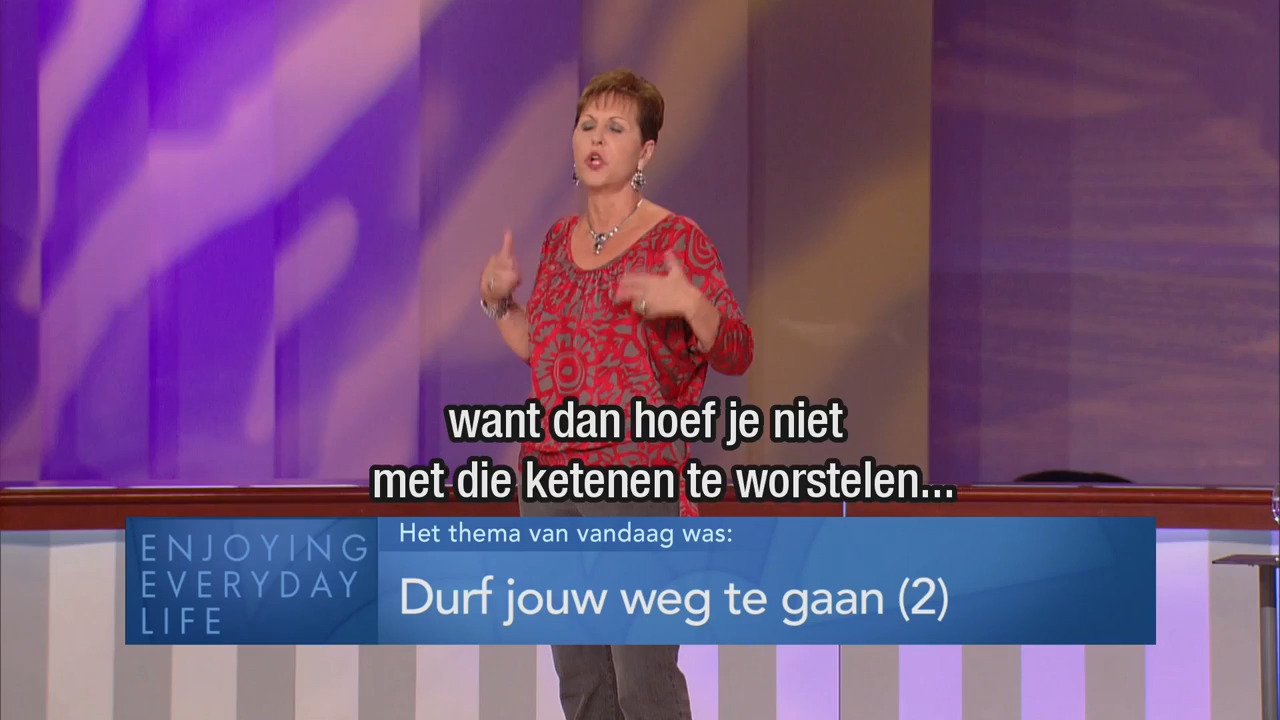 want dan hoef je niet
met die ketenen te worstelen...
ENJOYING
EVERYDAY
LIFE
Het thema van vandaag was:
Durf jouw weg te gaan (2)